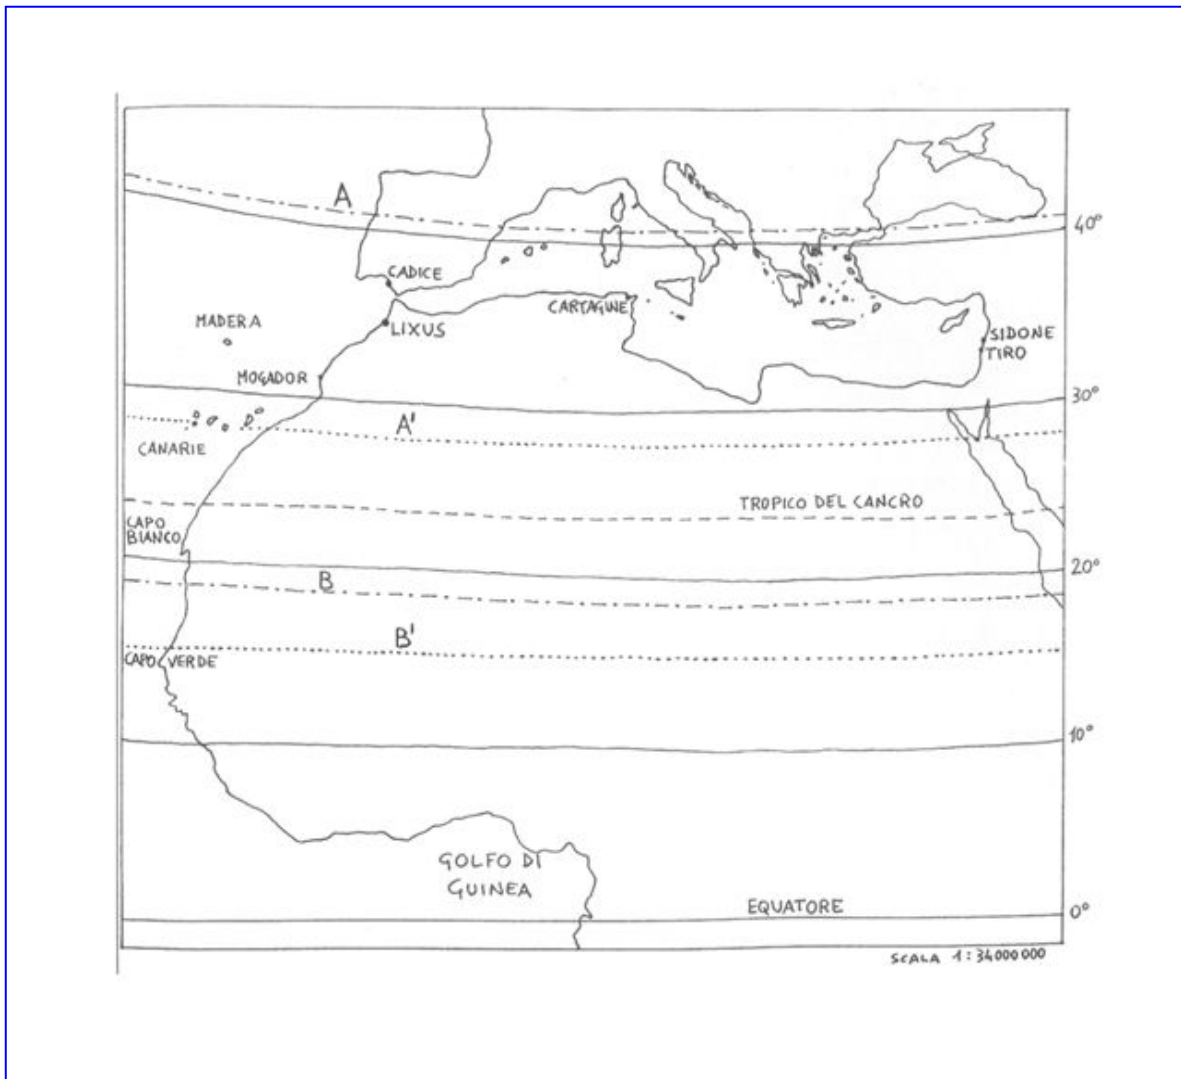 A
40°
CADICE
CARTAGINE
MADERA
LIXUS
SIDONE
TIRO
MOGADOR
30°
A'
CANARIE
TROPICO DEL CANCRO
CAPO
BIANCO
20°
B
B'
CAPO VERDE
10°
GOLFO DI
GUINEA
EQUATORE
0°
SCALA 1:34000000